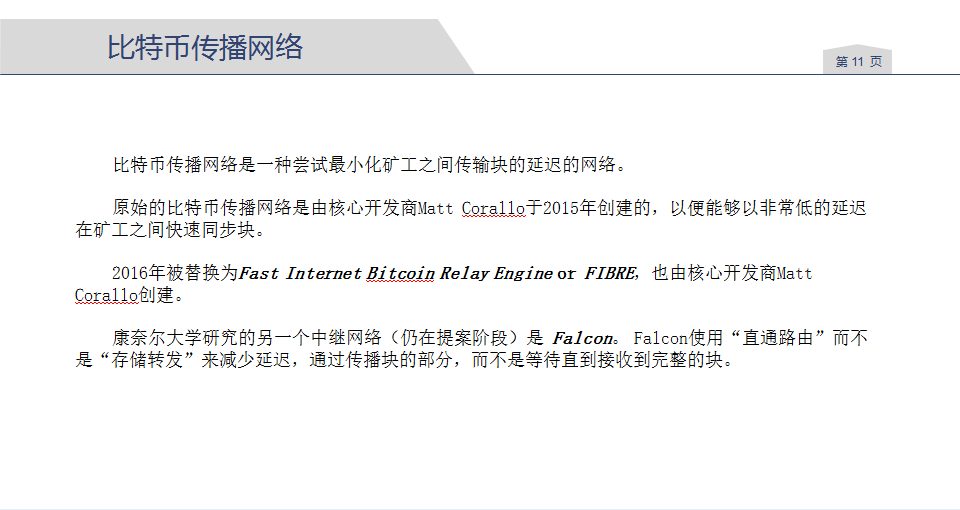 比特币传播网络
第 11 页
比特币传播网络是一种尝试最小化矿工之间传输块的延迟的网络。
原始的比特币传播网络是由核心开发商Matt Corallo于2015年创建的，以便能够以非常低的延迟
在矿工之间快速同步块。
2016年被替换为Fast Internet Bitcoin Relay Engine or FIBRE，也由核心开发商Matt
Corallo创建。
康奈尔大学研究的另一个中继网络（仍在提案阶段）是 Falcon。Falcon使用“直通路由”而不
是“存储转发”来减少延迟，通过传播块的部分，而不是等待直到接收到完整的块。